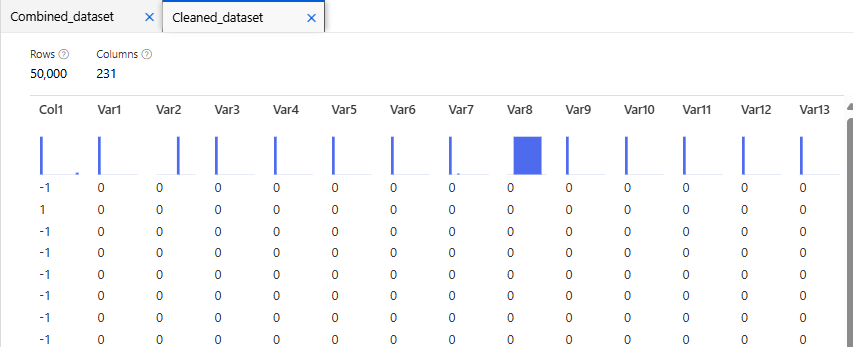 Combined_dataset × Cleaned_dataset ×
Rows ? Columns ?
50,000 231
Col1 Var1 Var2 Var3 Var4 Var5 Var6 Var7 Var8 Var9 Var10 Var11 Var12 Var13
-1 0 0 0 0 0 0 0 0 0 0 0 0 0
1 0 0 0 0 0 0 0 0 0 0 0 0 0
-1 0 0 0 0 0 0 0 0 0 0 0 0 0
-1 0 0 0 0 0 0 0 0 0 0 0 0 0
-1 0 0 0 0 0 0 0 0 0 0 0 0 0
-1 0 0 0 0 0 0 0 0 0 0 0 0 0
-1 0 0 0 0 0 0 0 0 0 0 0 0 0
-1 0 0 0 0 0 0 0 0 0 0 0 0 0